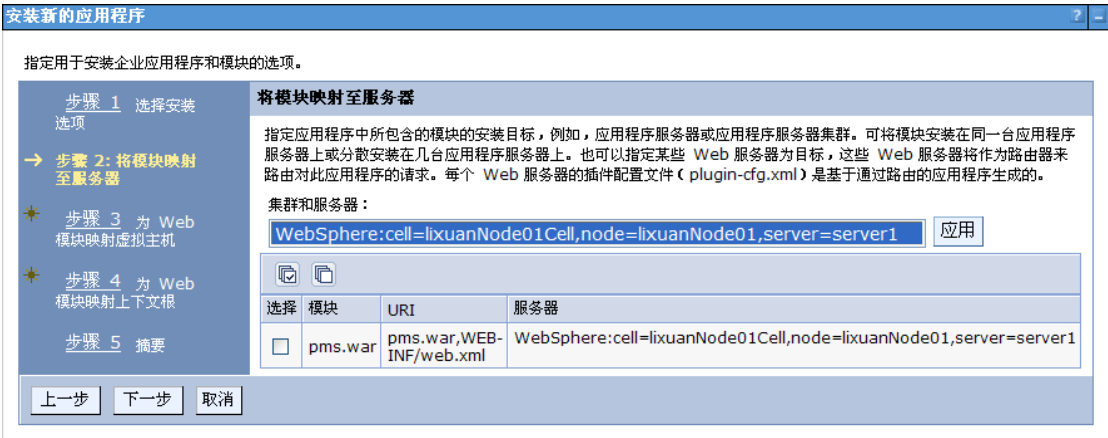 安装新的应用程序
?
指定用于安装企业应用程序和模块的选项。
步骤 1 选择安装
选项
步骤 2: 将模块映射
至服务器
步骤 3 为 Web
模块映射虚拟主机
步骤 4 为 Web
模块映射上下文根
步骤 5 摘要
将模块映射至服务器
指定应用程序中所包含的模块的安装目标，例如，应用程序服务器或应用程序服务器集群。可将模块安装在同一台应用程序
服务器上或分散安装在几台应用程序服务器上。也可以指定某些 Web 服务器为目标，这些 Web 服务器将作为路由器来
路由对此应用程序的请求。每个 Web 服务器的插件配置文件（plugin-cfg.xml）是基于通过路由的应用程序生成的。
集群和服务器：
WebSphere:cell=lixuanNode01Cell,node=lixuanNode01,server=server1 应用
选择 模块 URI 服务器
pms.war pms.war,WEB-
INF/web.xml WebSphere:cell=lixuanNode01Cell,node=lixuanNode01,server=server1
上一步 下一步 取消